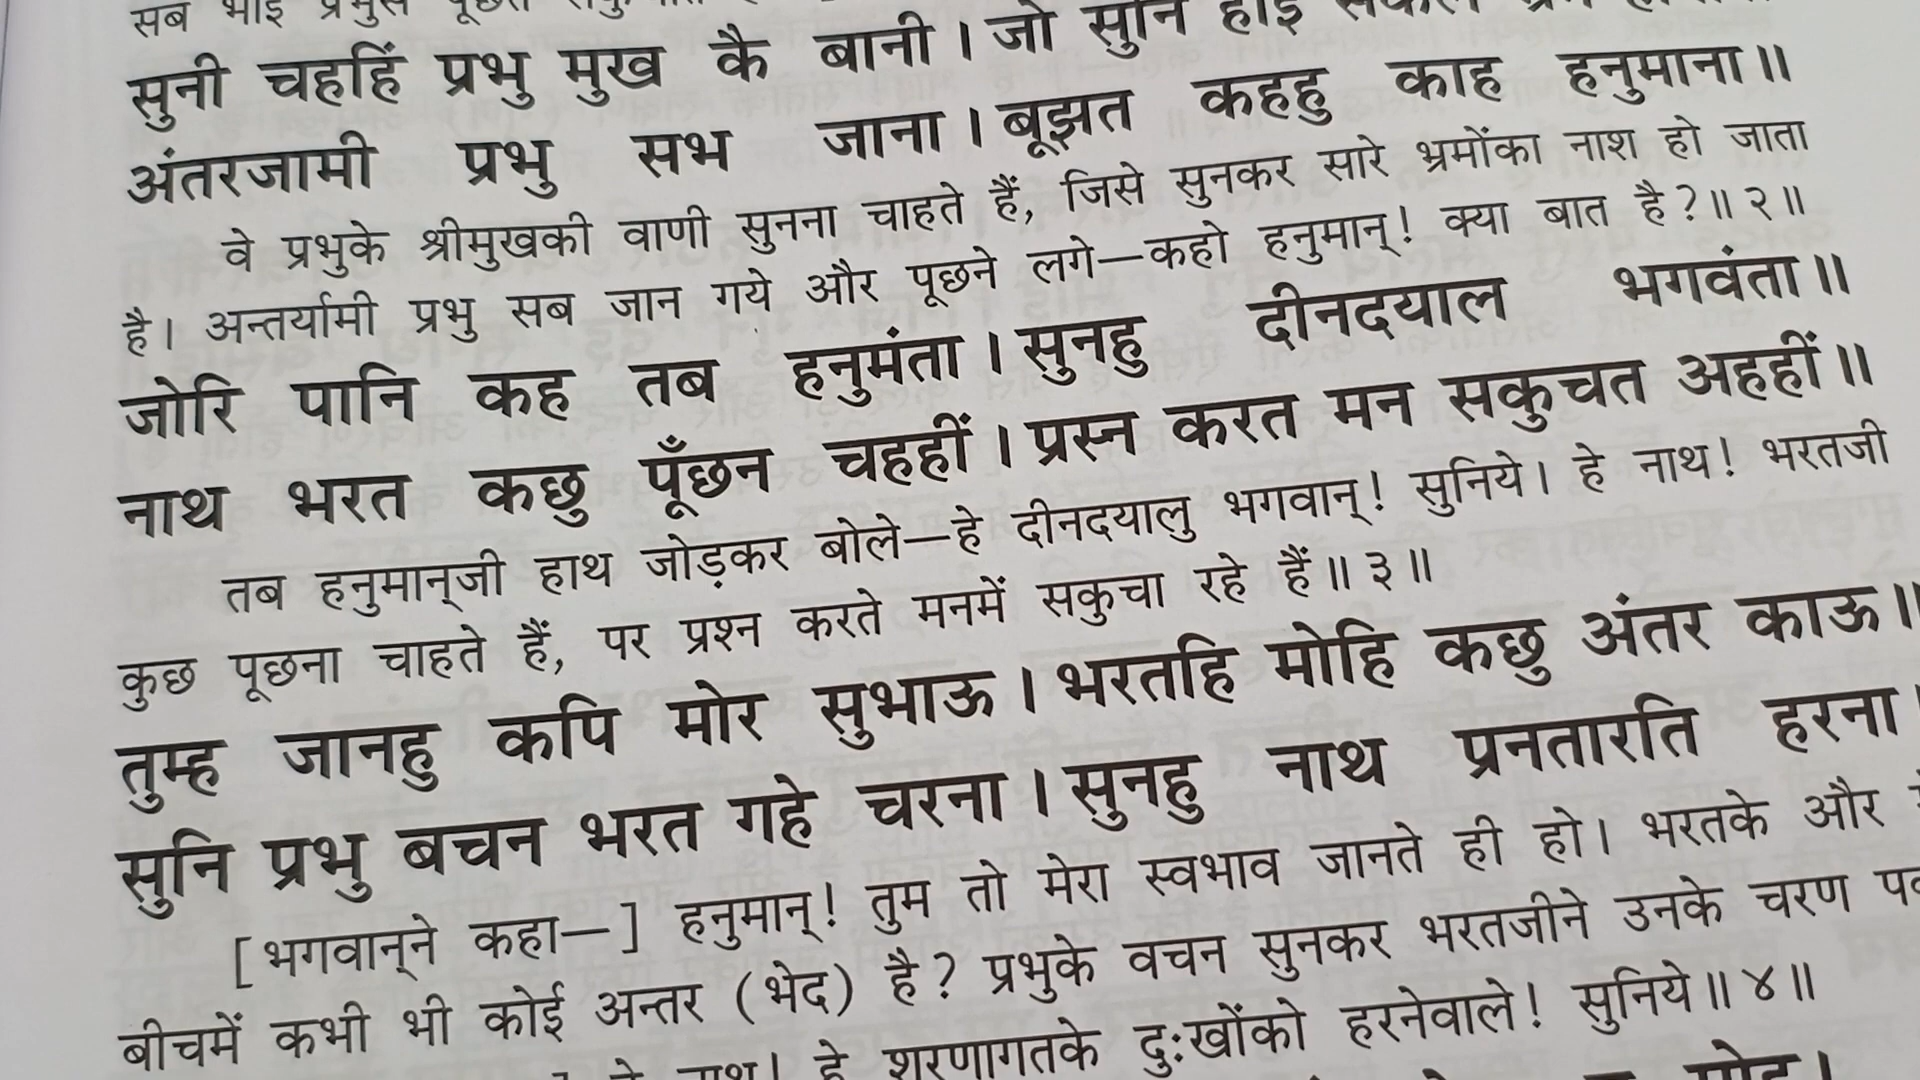 सब भाइ
सुनी चहहिं प्रभु मुख कै बानी। जो सुनि होइ
अंतरजामी प्रभु सभ जाना। बूझत कहहु काह हनुमाना॥
वे प्रभुके श्रीमुखकी वाणी सुनना चाहते हैं, जिसे सुनकर सारे भ्रमोंका नाश हो जाता
है। अन्तर्यामी प्रभु सब जान गये और पूछने लगे—कहो हनुमान्! क्या बात है?॥ २॥
जोरि पानि कह तब हनुमंता। सुनहु दीनदयाल भगवंता॥
नाथ भरत कछु पूँछन चहहीं। प्रस्न करत मन सकुचत अहहीं॥
तब हनुमान्‌जी हाथ जोड़कर बोले—हे दीनदयालु भगवान्! सुनिये। हे नाथ! भरतजी
कुछ पूछना चाहते हैं, पर प्रश्न करते मनमें सकुचा रहे हैं॥ ३॥
तुम्ह जानहु कपि मोर सुभाऊ। भरतहि मोहि कछु अंतर काऊ॥
सुनि प्रभु बचन भरत गहे चरना। सुनहु नाथ प्रनतारति हरना
[भगवान्‌ने कहा—] हनुमान्! तुम तो मेरा स्वभाव जानते ही हो। भरतके और
बीचमें कभी भी कोई अन्तर (भेद) है? प्रभुके वचन सुनकर भरतजीने उनके चरण
हे शरणागतके दुःखोंको हरनेवाले! सुनिये॥ ४॥